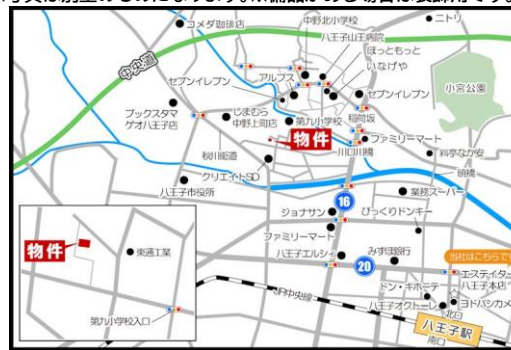 コメダ珈琲店
中野北小学校
ニトリ
八王子山王病院
ほっともっと
いなげや
アルプス
中央道
セブンイレブン
セブンイレブン
小宮公園
ブックスタマ
ゲオ八王子店
しまむら
中野上町店
第九小学校
稲荷坂
ファミリーマート
物件
川口川橋
料亭なか安
秋川街道
クリエイトSD
暁橋
八王子市役所
業務スーパー
16
ジョナサン
びっくりドンキー
ファミリーマート
物件
東通工業
八王子エルシィ
みずほ銀行
20
当社はこちらです
エスティケイ
八王子本店
JR中央線
ドン・キホーテ
八王子オクトーレ
ヨドバシカメラ
第九小学校入口
北口
八王子駅
南口